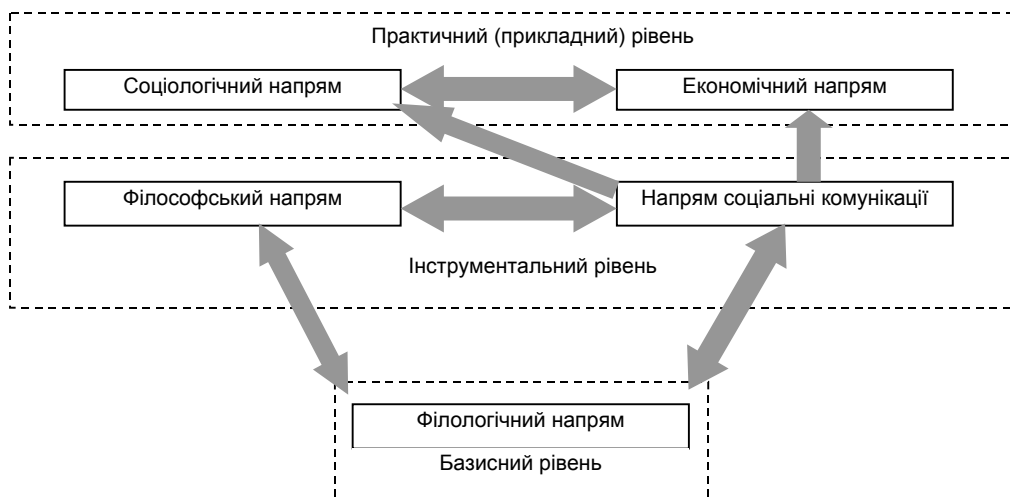 Практичний (прикладний) рівень
Соціологічний напрям
Економічний напрям
Філософський напрям
Напрям соціальні комунікації
Інструментальний рівень
Філологічний напрям
Базисний рівень